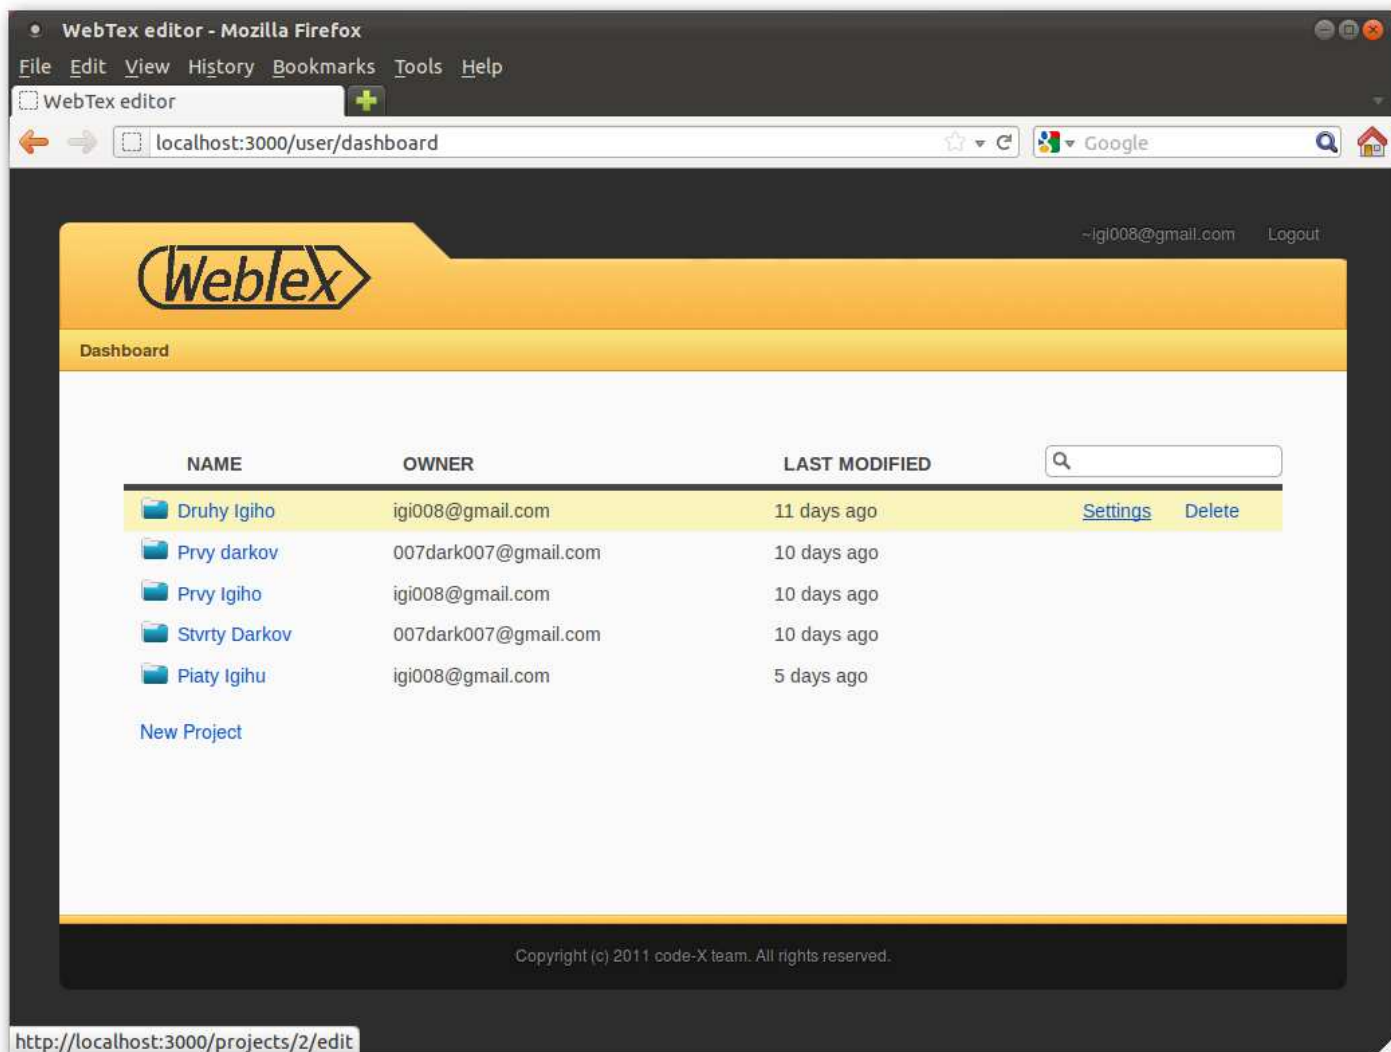 WebTex editor - Mozilla Firefox
File Edit View History Bookmarks Tools Help
WebTex editor
localhost:3000/user/dashboard
Google
~igi008@gmail.com Logout
WebTex
Dashboard
NAME OWNER LAST MODIFIED
Druhy Igiho igi008@gmail.com 11 days ago Settings Delete
Prvy darkov 007dark007@gmail.com 10 days ago
Prvy Igiho igi008@gmail.com 10 days ago
Stvrty Darkov 007dark007@gmail.com 10 days ago
Piaty Igihu igi008@gmail.com 5 days ago
New Project
Copyright (c) 2011 code-X team. All rights reserved.
http://localhost:3000/projects/2/edit